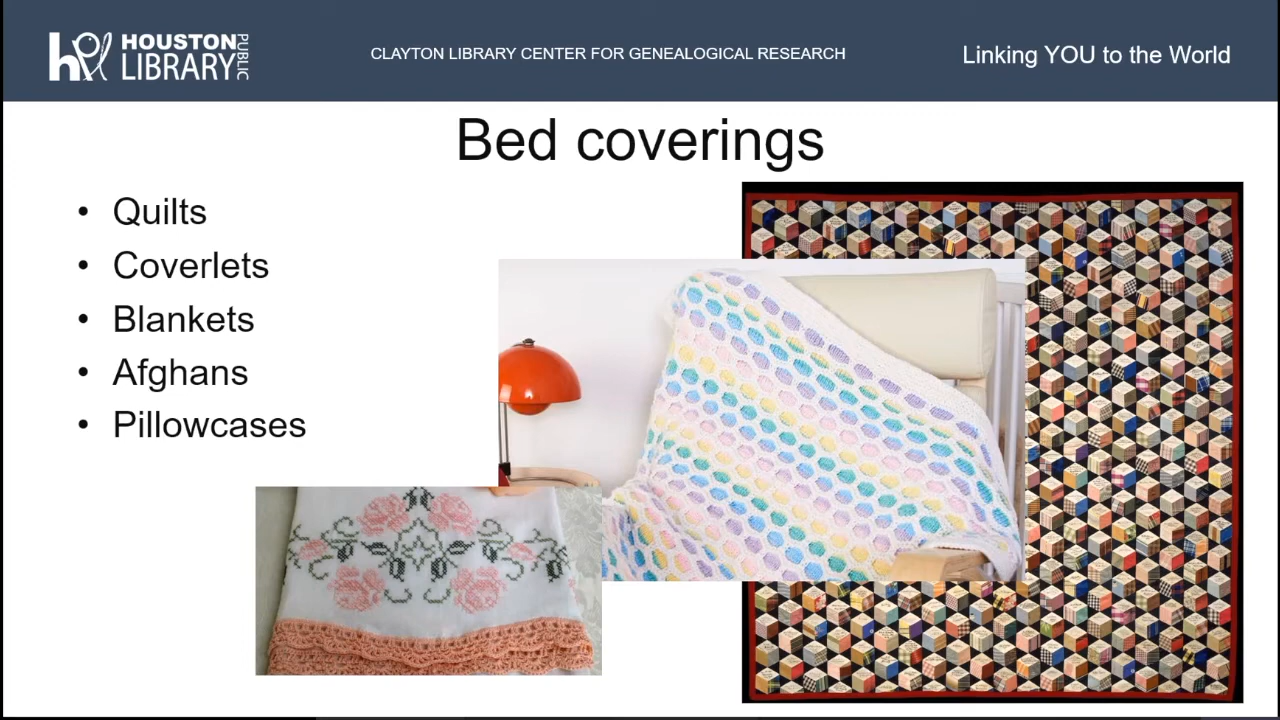 HOUSTON
LIBRARY
PUBLIC
CLAYTON LIBRARY CENTER FOR GENEALOGICAL RESEARCH
Linking YOU to the World
Bed coverings
• Quilts
• Coverlets
• Blankets
• Afghans
• Pillowcases